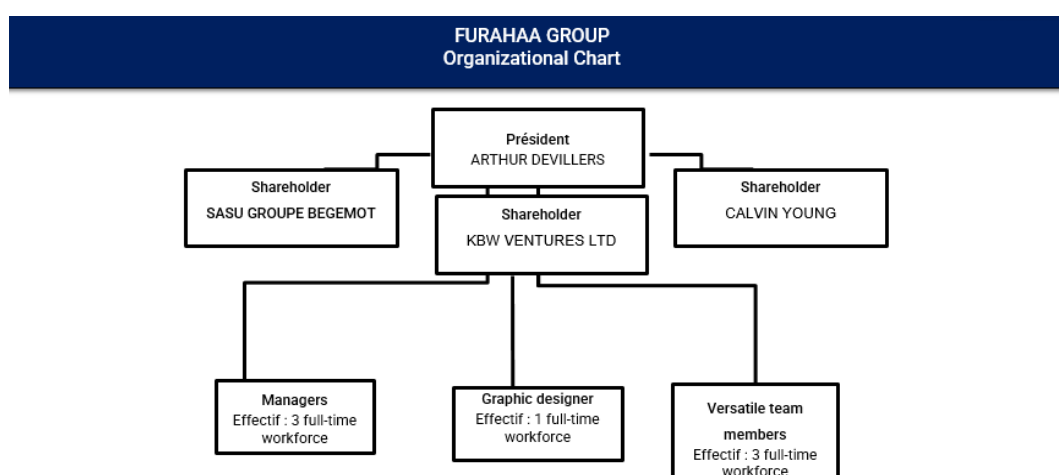 FURAHAA GROUP
Organizational Chart
Président
ARTHUR DEVILLERS
Shareholder
SASU GROUPE BEGEMOT
Shareholder
KBW VENTURES LTD
Shareholder
CALVIN YOUNG
Managers
Effectif : 3 full-time
workforce
Graphic designer
Effectif : 1 full-time
workforce
Versatile team
members
Effectif : 3 full-time
workforce